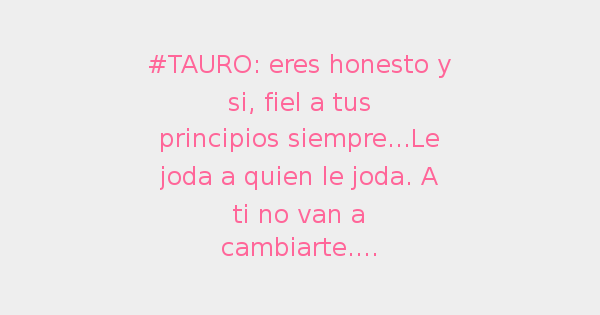 #TAURO: eres honesto y
si, fiel a tus
principios siempre...Le
joda a quien le joda. A
ti no van a
cambiarte....